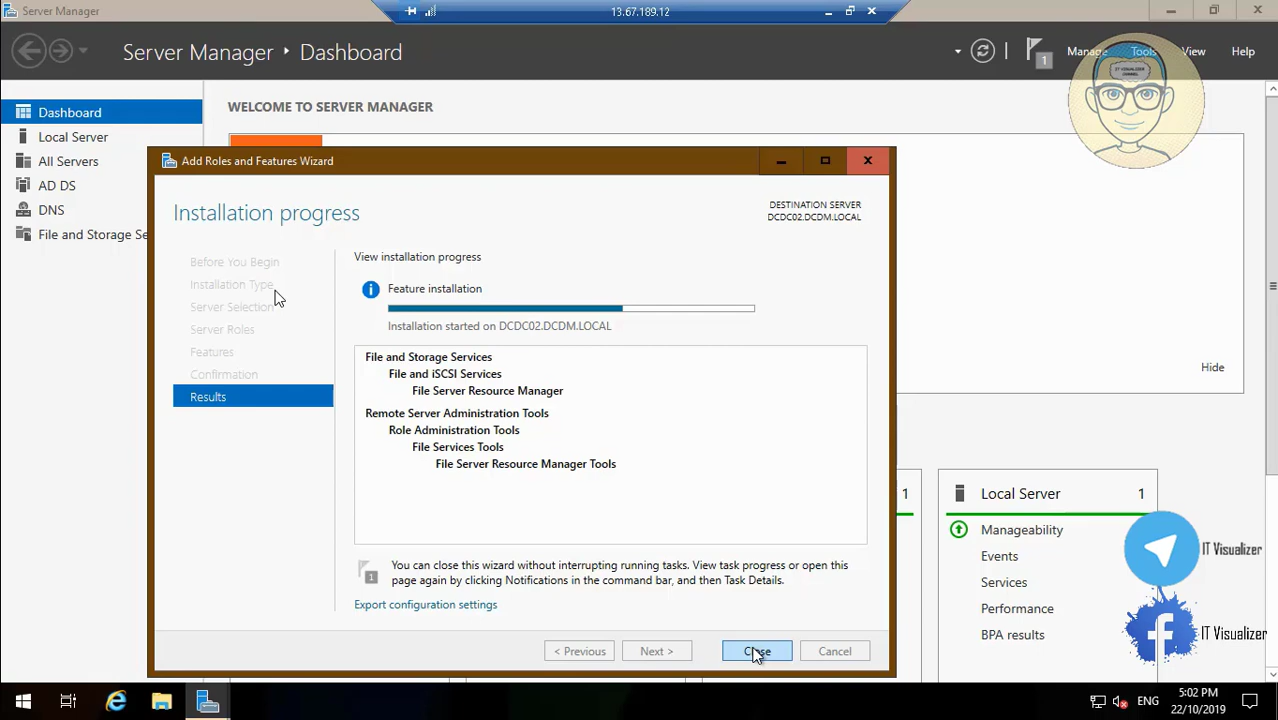 Server Manager
13.67.189.12
Server Manager ‣ Dashboard
1
Manage
Tools
View
Help
IT VISUALIZER
CHANNEL
Dashboard
Local Server
All Servers
AD DS
DNS
File and Storage Se
WELCOME TO SERVER MANAGER
Add Roles and Features Wizard
Installation progress
DESTINATION SERVER
DCDC02.DCDM.LOCAL
Before You Begin
Installation Type
Server Selection
Server Roles
Features
Confirmation
Results
View installation progress
Feature installation
Installation started on DCDC02.DCDM.LOCAL
File and Storage Services
File and iSCSI Services
File Server Resource Manager
Remote Server Administration Tools
Role Administration Tools
File Services Tools
File Server Resource Manager Tools
1
You can close this wizard without interrupting running tasks. View task progress or open this
page again by clicking Notifications in the command bar, and then Task Details.
Export configuration settings
< Previous
Next >
Close
Cancel
Hide
1
Local Server 1
Manageability
Events
Services
Performance
BPA results
IT Visualizer
IT Visualizer
ENG
5:02 PM
22/10/2019